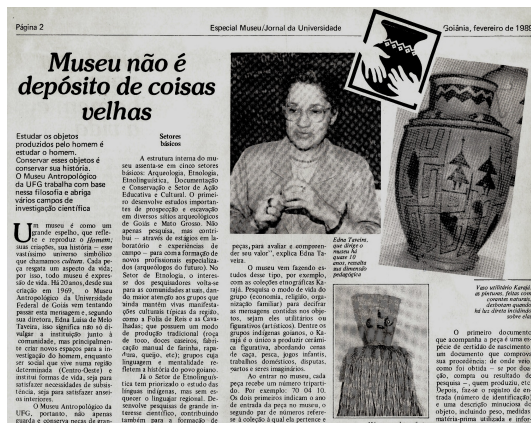 Página 2
Especial Museu/Jornal da Universidade
Goiânia, fevereiro de 1989
Museu não é
depósito de coisas
velhas
Estudar os objetos
produzidos pelo homem é
estudar o homem.
Conservar esses objetos é
conservar sua história.
O Museu Antropológico
da UFG trabalha com base
nessa filosofia e abriga
vários campos de
investigação científica
Um museu é como um
grande espelho, que refle-
te e reproduz o Homem;
suas criações, sua história — esse
vastíssimo universo simbólico
que chamamos cultura. Cada pe-
ça resgata um aspecto da vida;
por isso, todo museu é expres-
são de vida. Há 20 anos, desde sua
criação em 1969, o Museu
Antropológico da Universidade
Federal de Goiás vem tentando
passar esta mensagem e, segundo
sua diretora, Edna Luísa de Melo
Taveira, isso significa não só di-
vulgar a instituição junto à
comunidade, mas principalmen-
te criar novos espaços para a in-
vestigação do homem, enquanto
ser social que vive numa região
determinada (Centro-Oeste) e
institui formas de vida, seja para
satisfazer necessidades de subsis-
tência, seja para satisfazer ansei-
os interiores.
O Museu Antropológico da
UFG, portanto, não apenas
guarda e conserva peças de gran-
Setores
básicos
A estrutura interna do mu-
seu assenta-se em cinco setores
básicos: Arqueologia, Etnologia,
Etnolingüística, Documentação
e Conservação e Setor de Ação
Educativa e Cultural. O primei-
ro desenvolve estudos importan-
tes de prospecção e escavação
em diversos sítios arqueológicos
de Goiás e Mato Grosso. Não
apenas pesquisa, mas contri-
bui — através de estágios em la-
boratório e experiências de
campo — para a formação de
novos profissionais especializa-
dos (arqueólogos do futuro). No
Setor de Etnologia, o interes-
se dos pesquisadores volta-se
para as comunidades atuais, dan-
do maior atenção aos grupos que
ainda mantém vivas manifesta-
ções culturais típicas da região,
como a Folia de Reis e as Cava-
lhadas; que possuem um modo
de produção tradicional (roça
de toco, doces caseiros, fabri-
cação manual de farinha, rapa-
dura, queijo, etc); grupos cuja
linguagem e mentalidade re-
fletem a história do povo goiano.
Já o Setor de Etnolingüís-
tica tem priorizado o estudo das
línguas indígenas, mas sem es-
quecer o linguajar regional. De-
senvolve pesquisas de grande in-
teresse científico, contribuindo
também para a formação de
peças, para avaliar e compreen-
der seu valor", explica Edna Ta-
veira.
O museu vem fazendo os
estudos desse tipo, por exemplo,
com as coleções etnográficas Ka-
rajá. Pesquisa o modo de vida do
grupo (economia, religião, orga-
nização familiar) para decifrar
as mensagens contidas nos obje-
tos, sejam eles utilitários ou
figurativos (artísticos). Dentre os
grupos indígenas goianos, o Ka-
rajá é o único a produzir cerâmi-
ca figurativa, abordando cenas
de caça, pesca, jogos infantis,
trabalhos domésticos, disputas,
partos e seres imaginários.
Ao entrar no museu, cada
peça recebe um número triparti-
do. Por exemplo: 70 04 10.
Os dois primeiros indicam o ano
de entrada da peça no museu, o
segundo par de números refere-
se à coleção à qual ela pertence e
Edna Taveira,
que dirige o
museu há
quase 10
anos, ressalta
sua dimensão
pedagógica
Vaso utilitário Karajá:
as pinturas, feitas com
corantes naturais,
desbotam quando
há luz direta incidindo
sobre elas
O primeiro documento
que acompanha a peça é uma espé-
cie de certidão de nascimento:
um documento que comprova
sua procedência: de onde veio,
como foi obtida — se por doa-
ção, compra ou resultado de
pesquisa —, quem produziu, etc.
Depois, faz-se o registro de en-
trada (número de identificação)
e uma descrição minuciosa do
objeto, incluindo peso, medidas,
matéria-prima utilizada e infor-